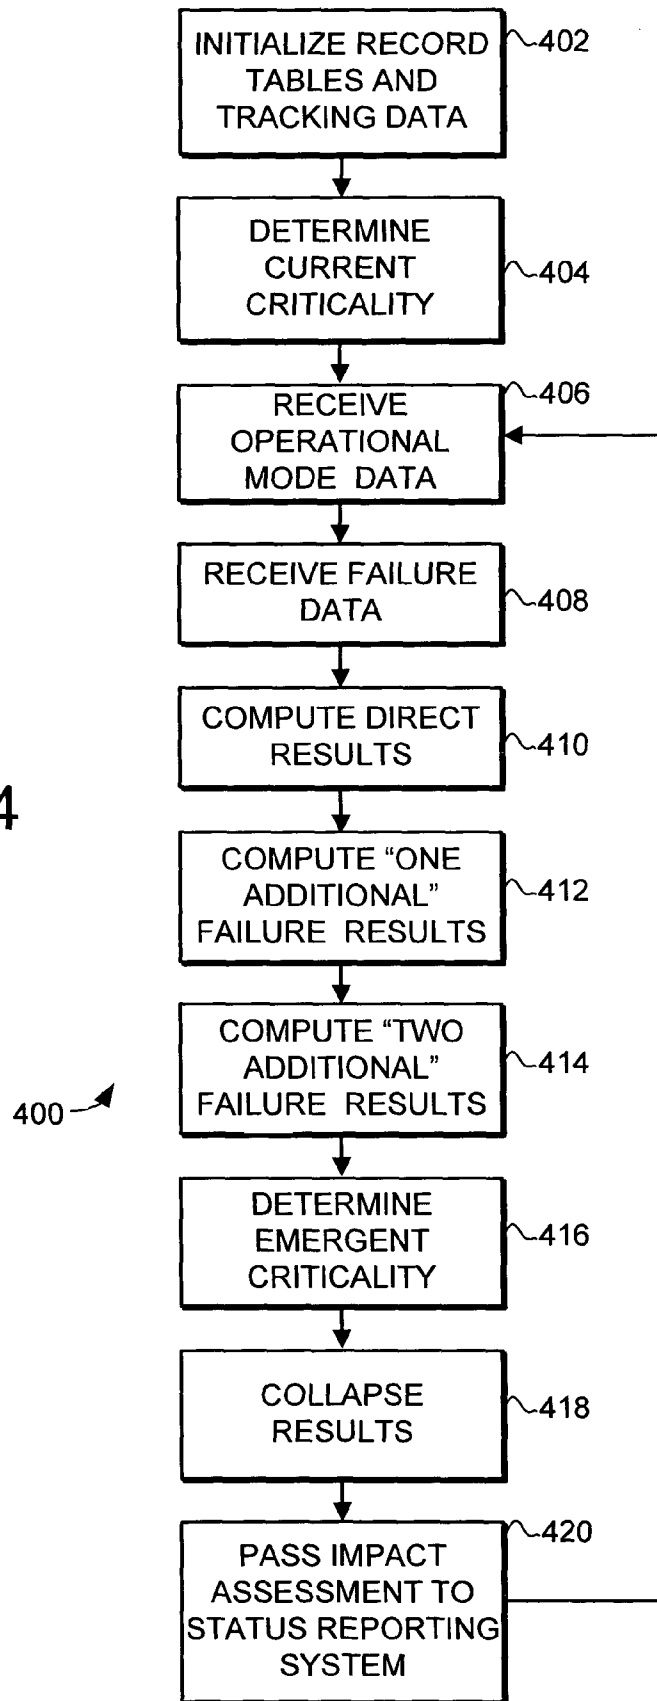 INITIALIZE RECORD
TABLES AND
TRACKING DATA
402
DETERMINE
CURRENT
CRITICALITY
404
RECEIVE
OPERATIONAL
MODE DATA
406
RECEIVE FAILURE
DATA
408
COMPUTE DIRECT
RESULTS
410
4
COMPUTE “ONE
ADDITIONAL”
FAILURE RESULTS
412
COMPUTE “TWO
ADDITIONAL”
FAILURE RESULTS
414
400
DETERMINE
EMERGENT
CRITICALITY
416
COLLAPSE
RESULTS
418
PASS IMPACT
ASSESSMENT TO
STATUS REPORTING
SYSTEM
420